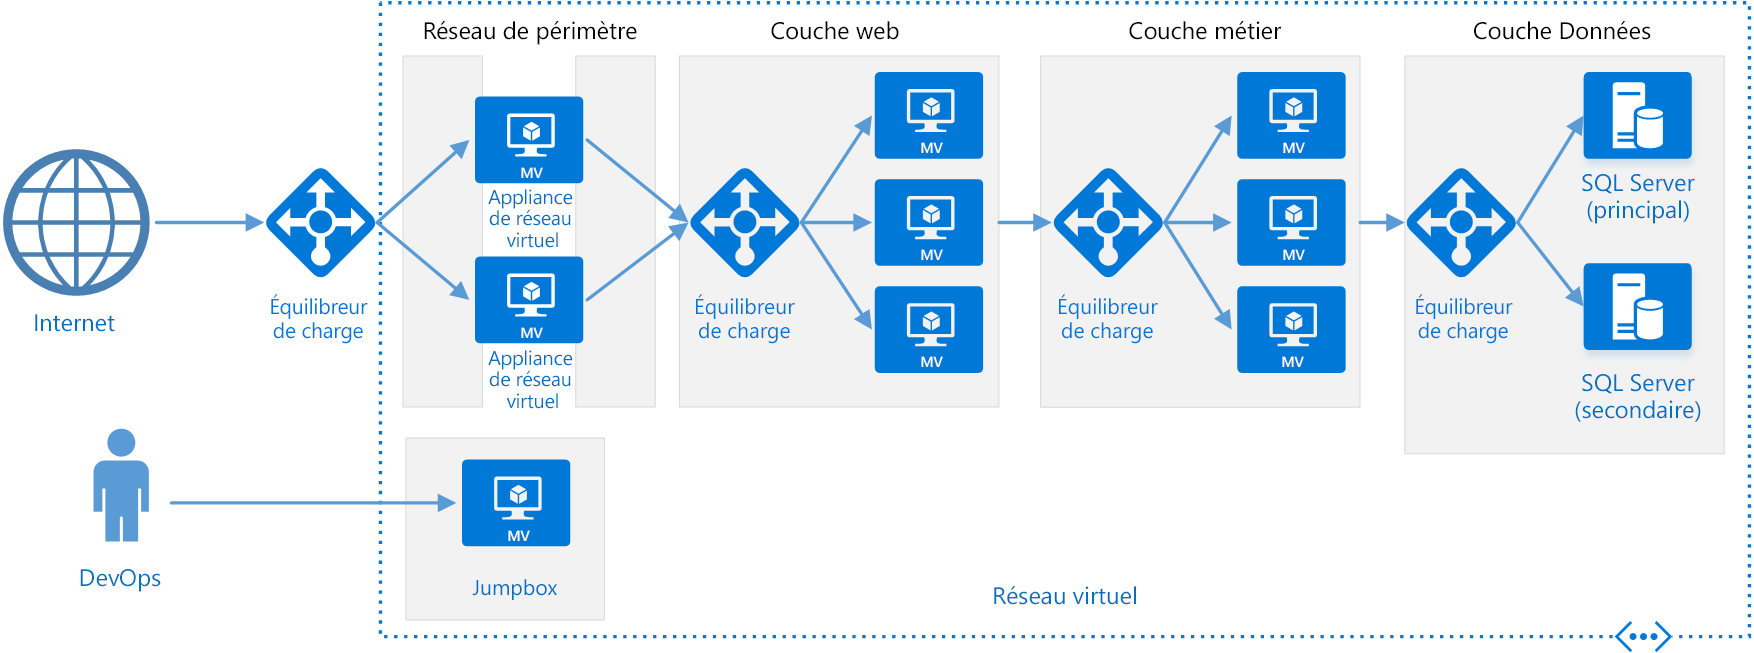 Réseau de périmètre
Couche web
Couche métier
Couche Données
MV
Appliance
de réseau
virtuel
MV
Appliance
de réseau
virtuel
MV
MV
MV
MV
MV
MV
SQL Server
(principal)
SQL Server
(secondaire)
Internet
Équilibreur
de charge
Équilibreur
de charge
Équilibreur
de charge
Équilibreur
de charge
DevOps
MV
Jumpbox
Réseau virtuel